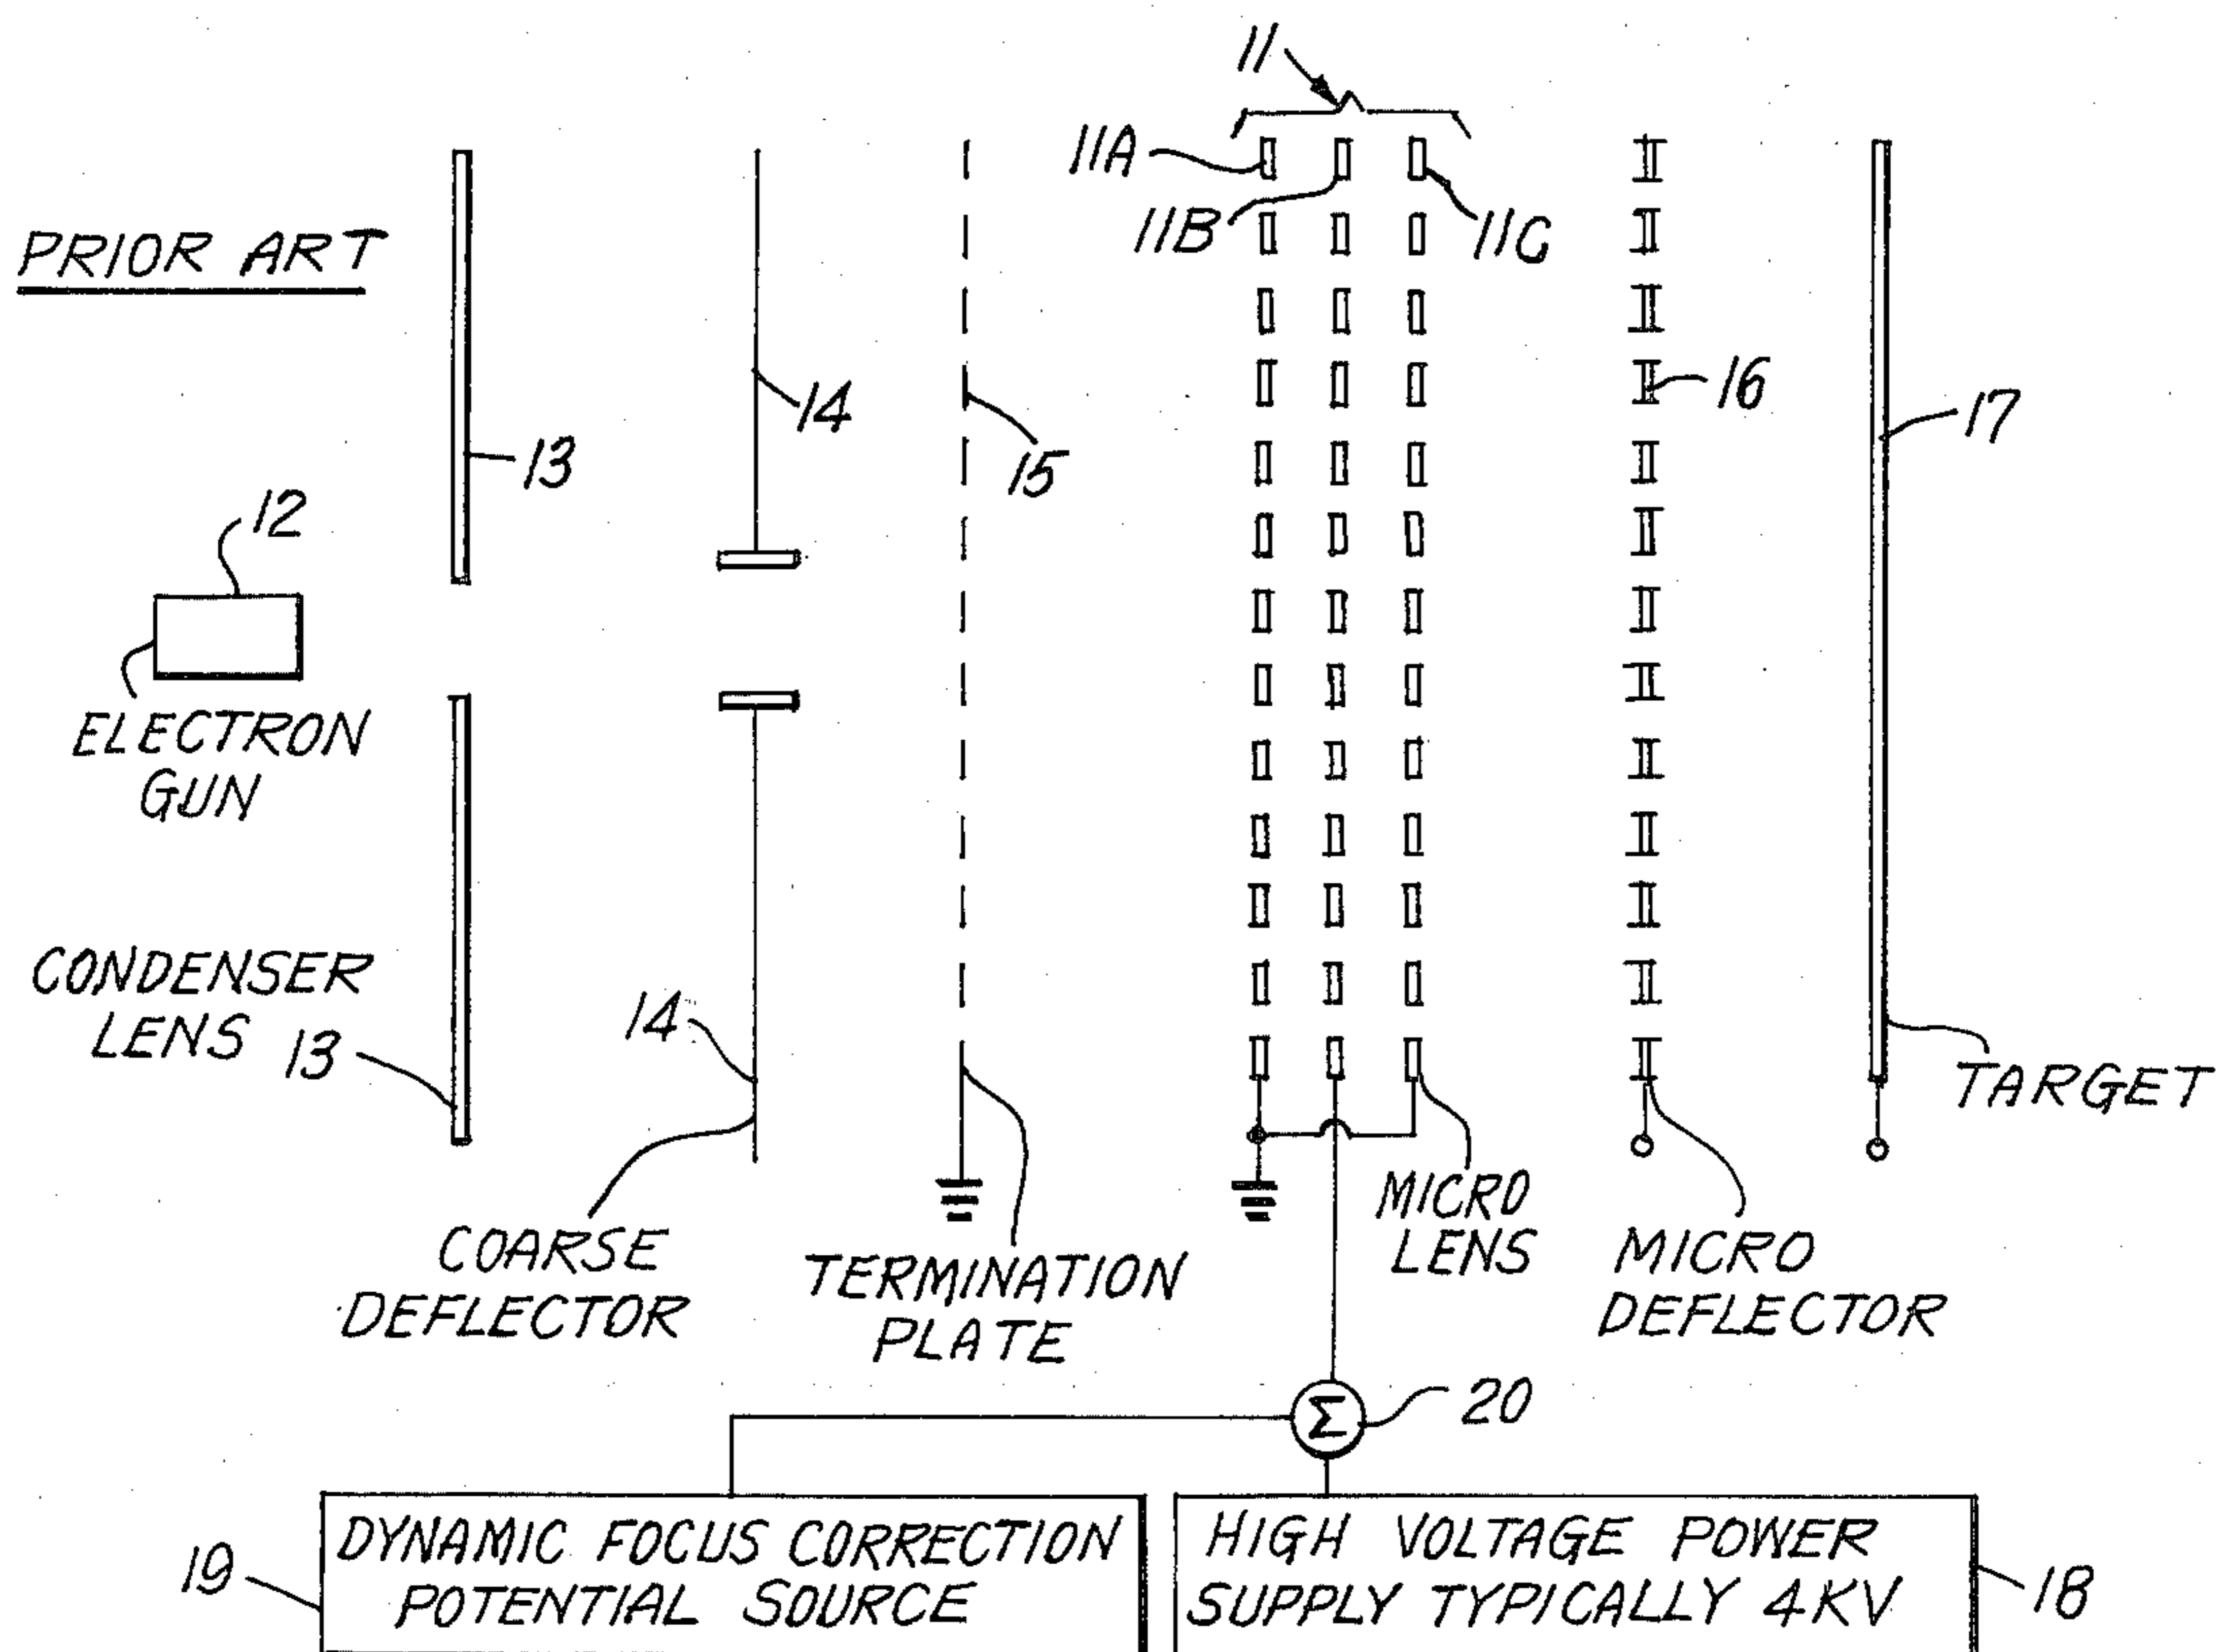 11
11A
11B
11C
PRIOR ART
14
16
17
13
15
12
ELECTRON
GUN
CONDENSER
LENS 13
14
TARGET
MICRO
LENS
COARSE
DEFLECTOR
TERMINATION
PLATE
MICRO
DEFLECTOR
Σ
20
DYNAMIC FOCUS CORRECTION
POTENTIAL SOURCE
19
HIGH VOLTAGE POWER
SUPPLY TYPICALLY 4KV
18